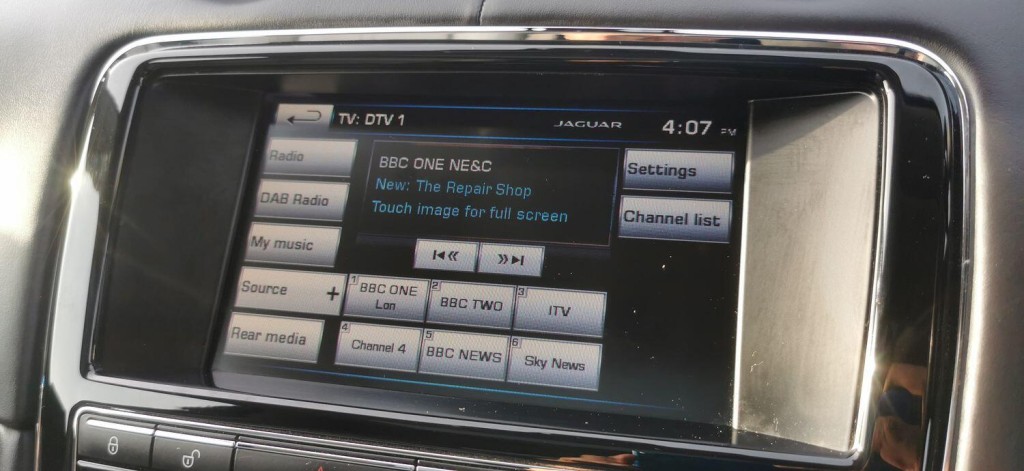 TV: DTV 1
JAGUAR
4:07 PM
Radio
DAB Radio
My music
Source +
Rear media
BBC ONE NE&C
New: The Repair Shop
Touch image for full screen
Settings
Channel list
1 BBC ONE
Lon
2 BBC TWO
3 ITV
4 Channel 4
5 BBC NEWS
6 Sky News